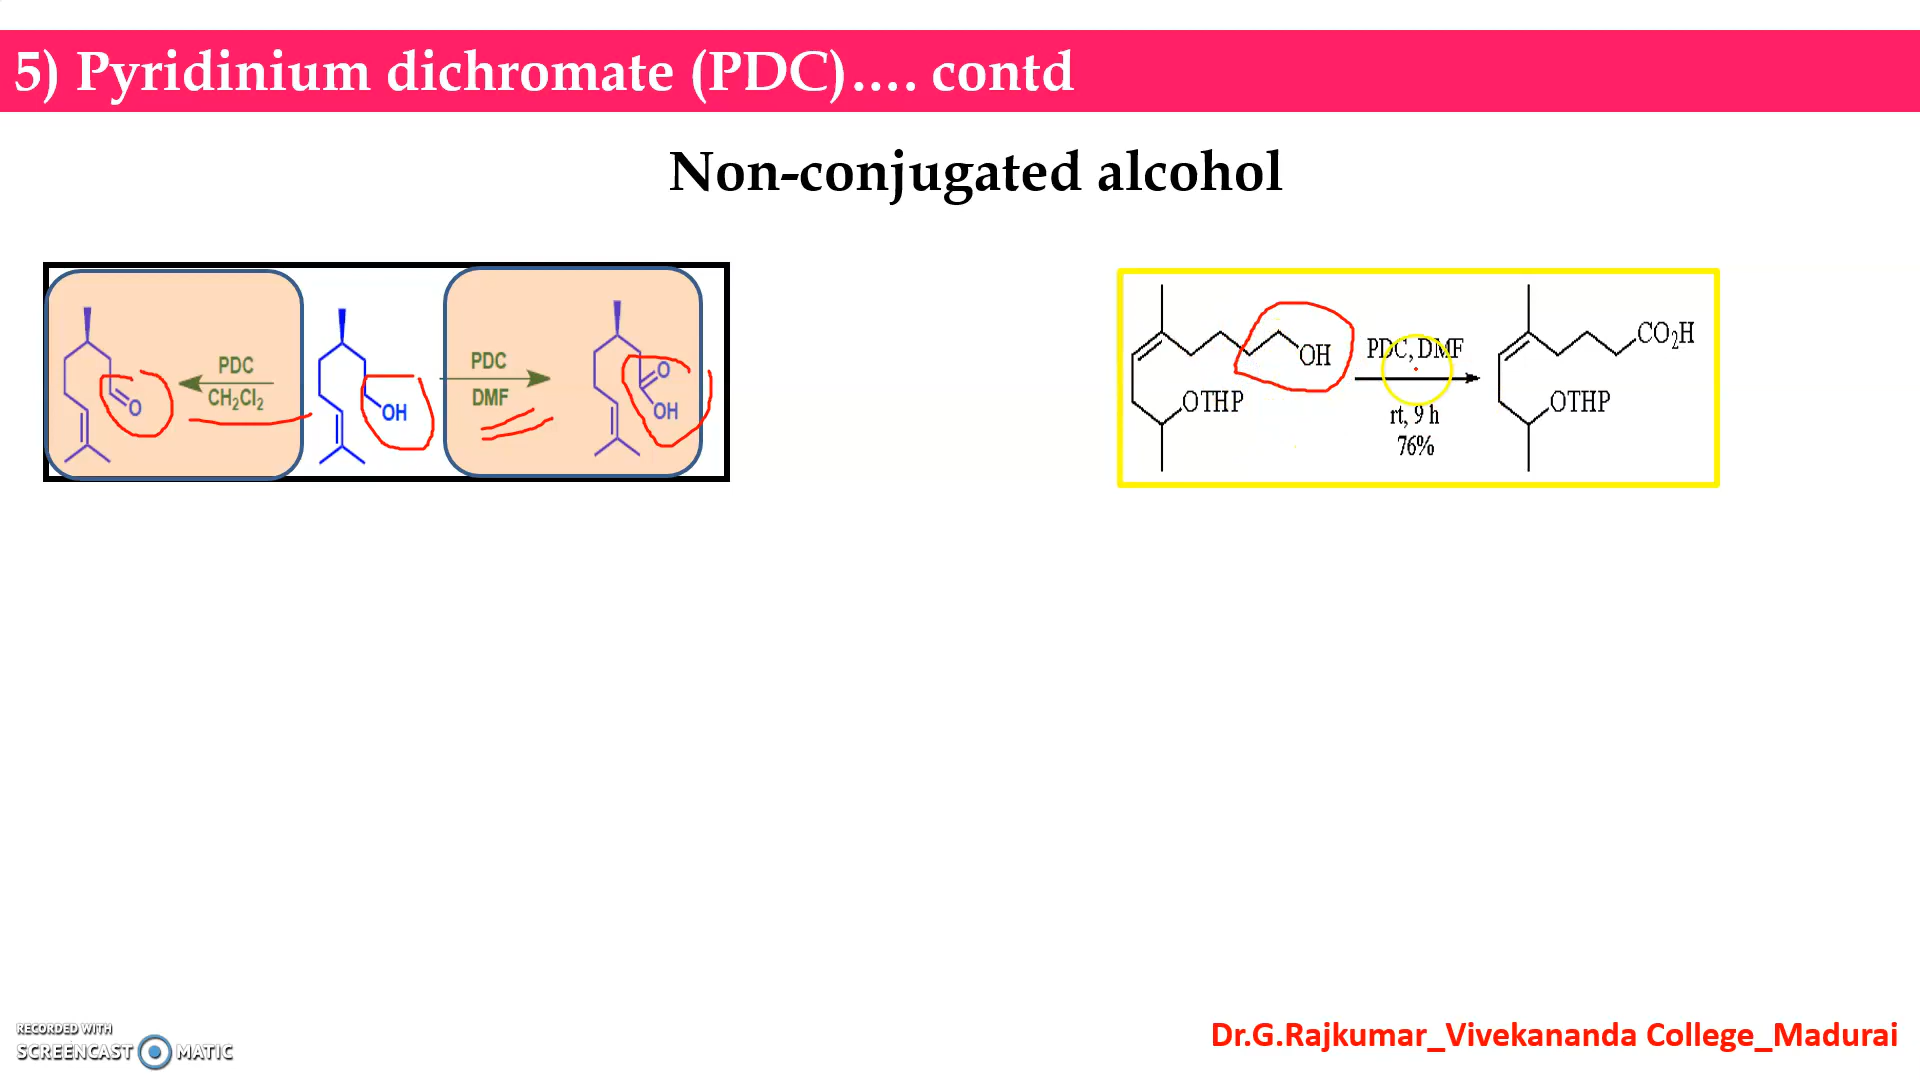 5) Pyridinium dichromate (PDC)…. contd
Non-conjugated alcohol
PDC
CH₂Cl₂
O
OH
PDC
DMF
O
OH
OH
OTHP
PDC, DMF
rt, 9 h
76%
CO₂H
OTHP
RECORDED WITH
SCREENCAST MATIC
Dr.G.Rajkumar_Vivekananda College_Madurai